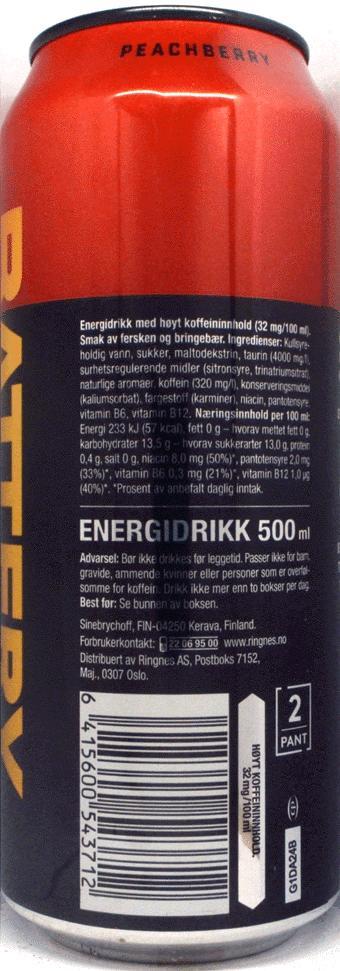 PEACHBERRY
BATTERY
Energidrikk med høyt koffeininnhold (32 mg/100 ml).
Smak av fersken og bringebær. Ingredienser: Kullsyre-
holdig vann, sukker, maltodekstrin, taurin (4000 mg/l),
surhetsregulerende midler (sitronsyre, trinatriumsitrat),
naturlige aromaer, koffein (320 mg/l), konserveringsmiddel
(kaliumsorbat), fargestoff (karminer), niacin, pantotensyre,
vitamin B6, vitamin B12. Næringsinnhold per 100 ml:
Energi 233 kJ (57 kcal), fett 0 g – hvorav mettet fett 0 g,
karbohydrater 13,5 g – hvorav sukkerarter 13,0 g, protein
0,4 g, salt 0 g, niacin 8,0 mg (50%)*, pantotensyre 2,0 mg
(33%)*, vitamin B6 0,3 mg (21%)*, vitamin B12 1,0 µg
(40%)*. *Prosent av anbefalt daglig inntak.
ENERGIDRIKK 500 ml
Advarsel: Bør ikke drikkes før leggetid. Passer ikke for barn,
gravide, ammende kvinner eller personer som er overføl-
somme for koffein. Drikk ikke mer enn to bokser per dag.
Best før: Se bunnen av boksen.
Sinebrychoff, FIN-04250 Kerava, Finland.
Forbrukerkontakt: 22 06 95 00 www.ringnes.no
Distribuert av Ringnes AS, Postboks 7152,
Maj., 0307 Oslo.
6 415600 543712
HØYT KOFFEININNHOLD.
32 mg/100 ml
2
PANT
G1DA24B